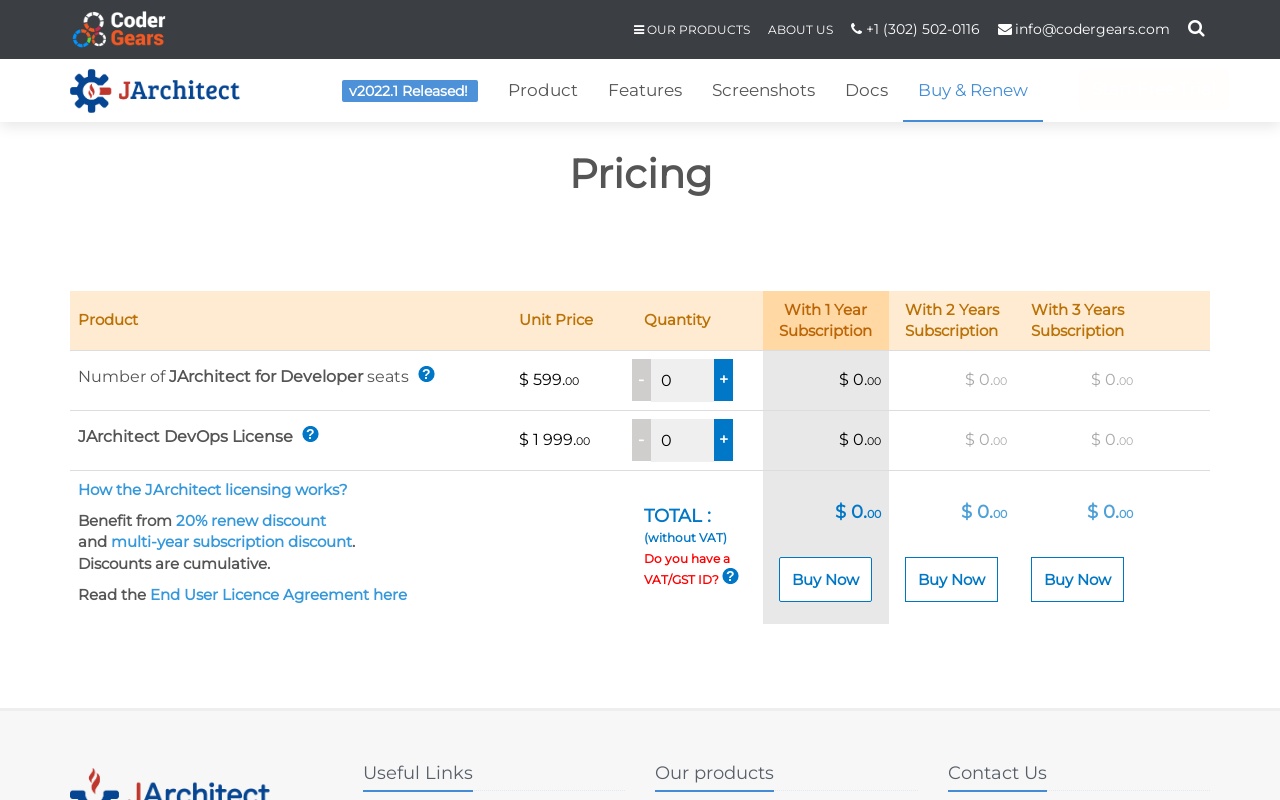 Coder
Gears
OUR PRODUCTS
ABOUT US
+1 (302) 502-0116
info@codergears.com
JArchitect
v2022.1 Released!
Product
Features
Screenshots
Docs
Buy & Renew
Pricing
Product
Unit Price
Quantity
With 1 Year
Subscription
With 2 Years
Subscription
With 3 Years
Subscription
Number of JArchitect for Developer seats ?
$ 599.00
- 0 +
$ 0.00
$ 0.00
$ 0.00
JArchitect DevOps License ?
$ 1 999.00
- 0 +
$ 0.00
$ 0.00
$ 0.00
How the JArchitect licensing works?
Benefit from 20% renew discount
and multi-year subscription discount.
Discounts are cumulative.
Read the End User Licence Agreement here
TOTAL :
(without VAT)
Do you have a
VAT/GST ID? ?
$ 0.00
$ 0.00
$ 0.00
Buy Now
Buy Now
Buy Now
JArchitect
Useful Links
Our products
Contact Us